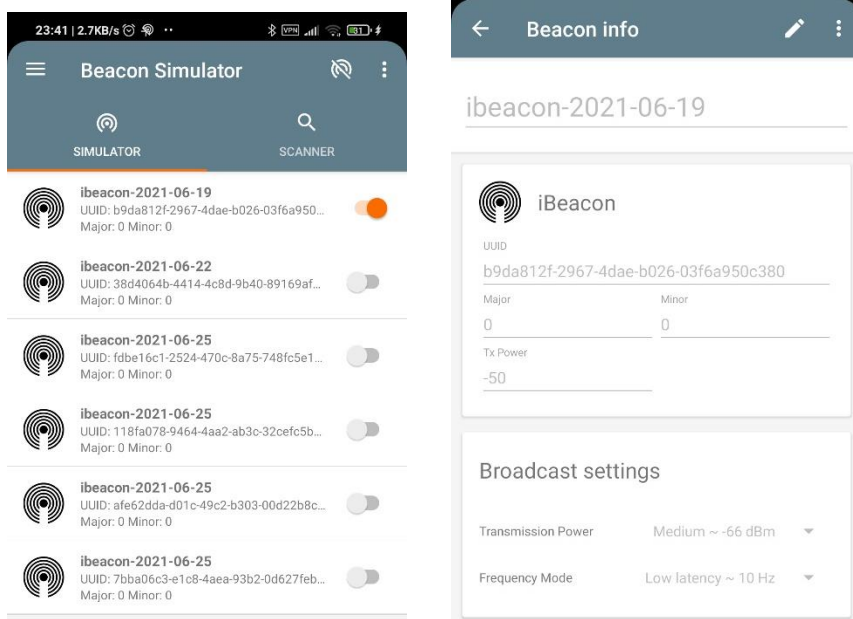 23:41 | 2.7KB/s
VPN
31
Beacon Simulator
SIMULATOR
SCANNER
ibeacon-2021-06-19
UUID: b9da812f-2967-4dae-b026-03f6a950...
Major: 0 Minor: 0
ibeacon-2021-06-22
UUID: 38d4064b-4414-4c8d-9b40-89169af...
Major: 0 Minor: 0
ibeacon-2021-06-25
UUID: fdbe16c1-2524-470c-8a75-748fc5e1...
Major: 0 Minor: 0
ibeacon-2021-06-25
UUID: 118fa078-9464-4aa2-ab3c-32cefc5b...
Major: 0 Minor: 0
ibeacon-2021-06-25
UUID: afe62dda-d01c-49c2-b303-00d22b8c...
Major: 0 Minor: 0
ibeacon-2021-06-25
UUID: 7bba06c3-e1c8-4aea-93b2-0d627feb...
Major: 0 Minor: 0
Beacon info
ibeacon-2021-06-19
iBeacon
UUID
b9da812f-2967-4dae-b026-03f6a950c380
Major
Minor
0
0
Tx Power
-50
Broadcast settings
Transmission Power
Medium ~ -66 dBm
Frequency Mode
Low latency ~ 10 Hz